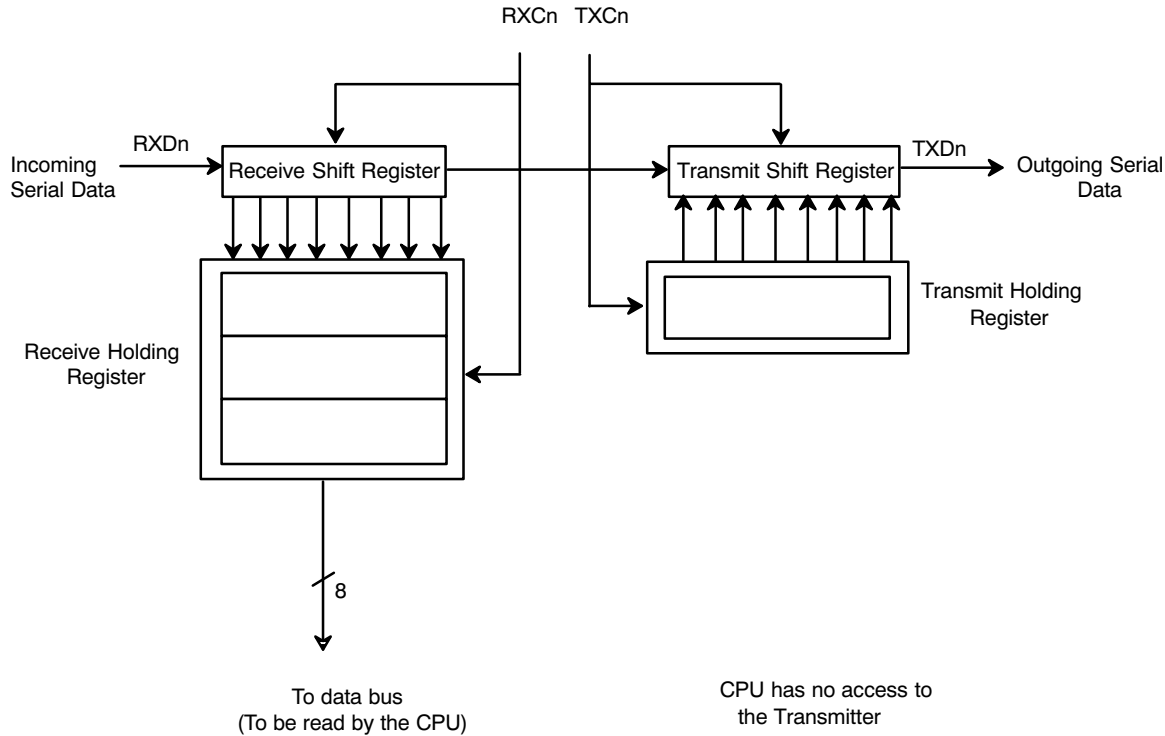 RXCn TXCn
RXDn
Incoming
Serial Data
Receive Shift Register
Transmit Shift Register
TXDn
Outgoing Serial
Data
Receive Holding
Register
Transmit Holding
Register
8
To data bus
(To be read by the CPU)
CPU has no access to
the Transmitter